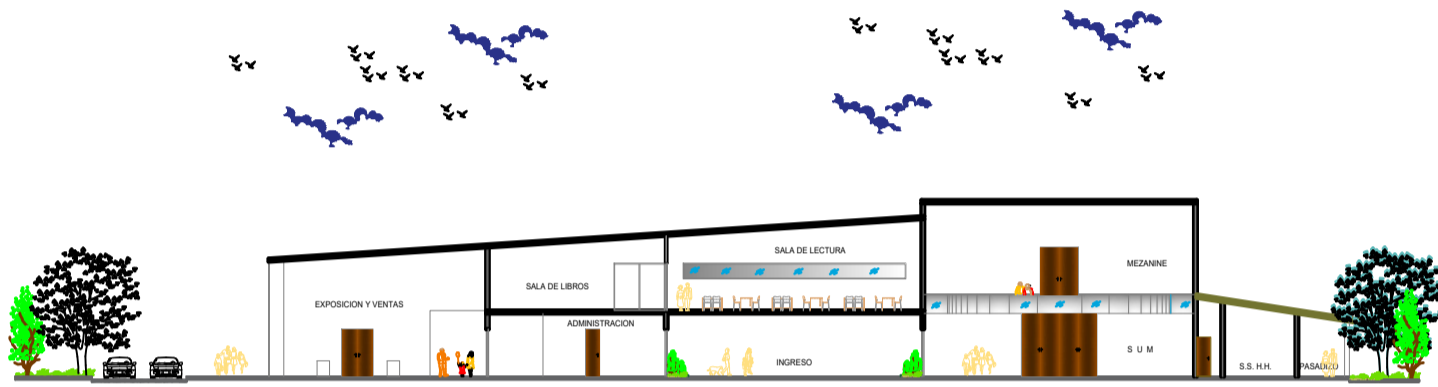 SALA DE LECTURA
MEZANINE
SALA DE LIBROS
EXPOSICION Y VENTAS
ADMINISTRACION
INGRESO
S U M
S.S. H.H.
PASADIZO